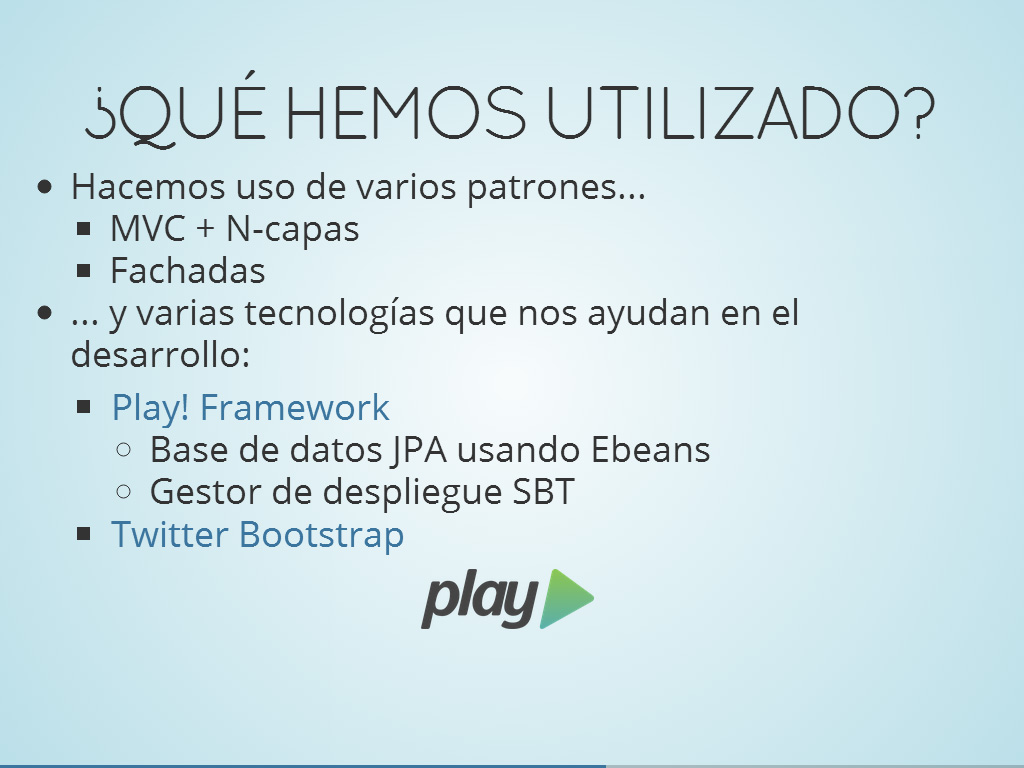 ¿QUÉ HEMOS UTILIZADO?
Hacemos uso de varios patrones...
MVC + N-capas
Fachadas
... y varias tecnologías que nos ayudan en el
desarrollo:
Play! Framework
Base de datos JPA usando Ebeans
Gestor de despliegue SBT
Twitter Bootstrap
play